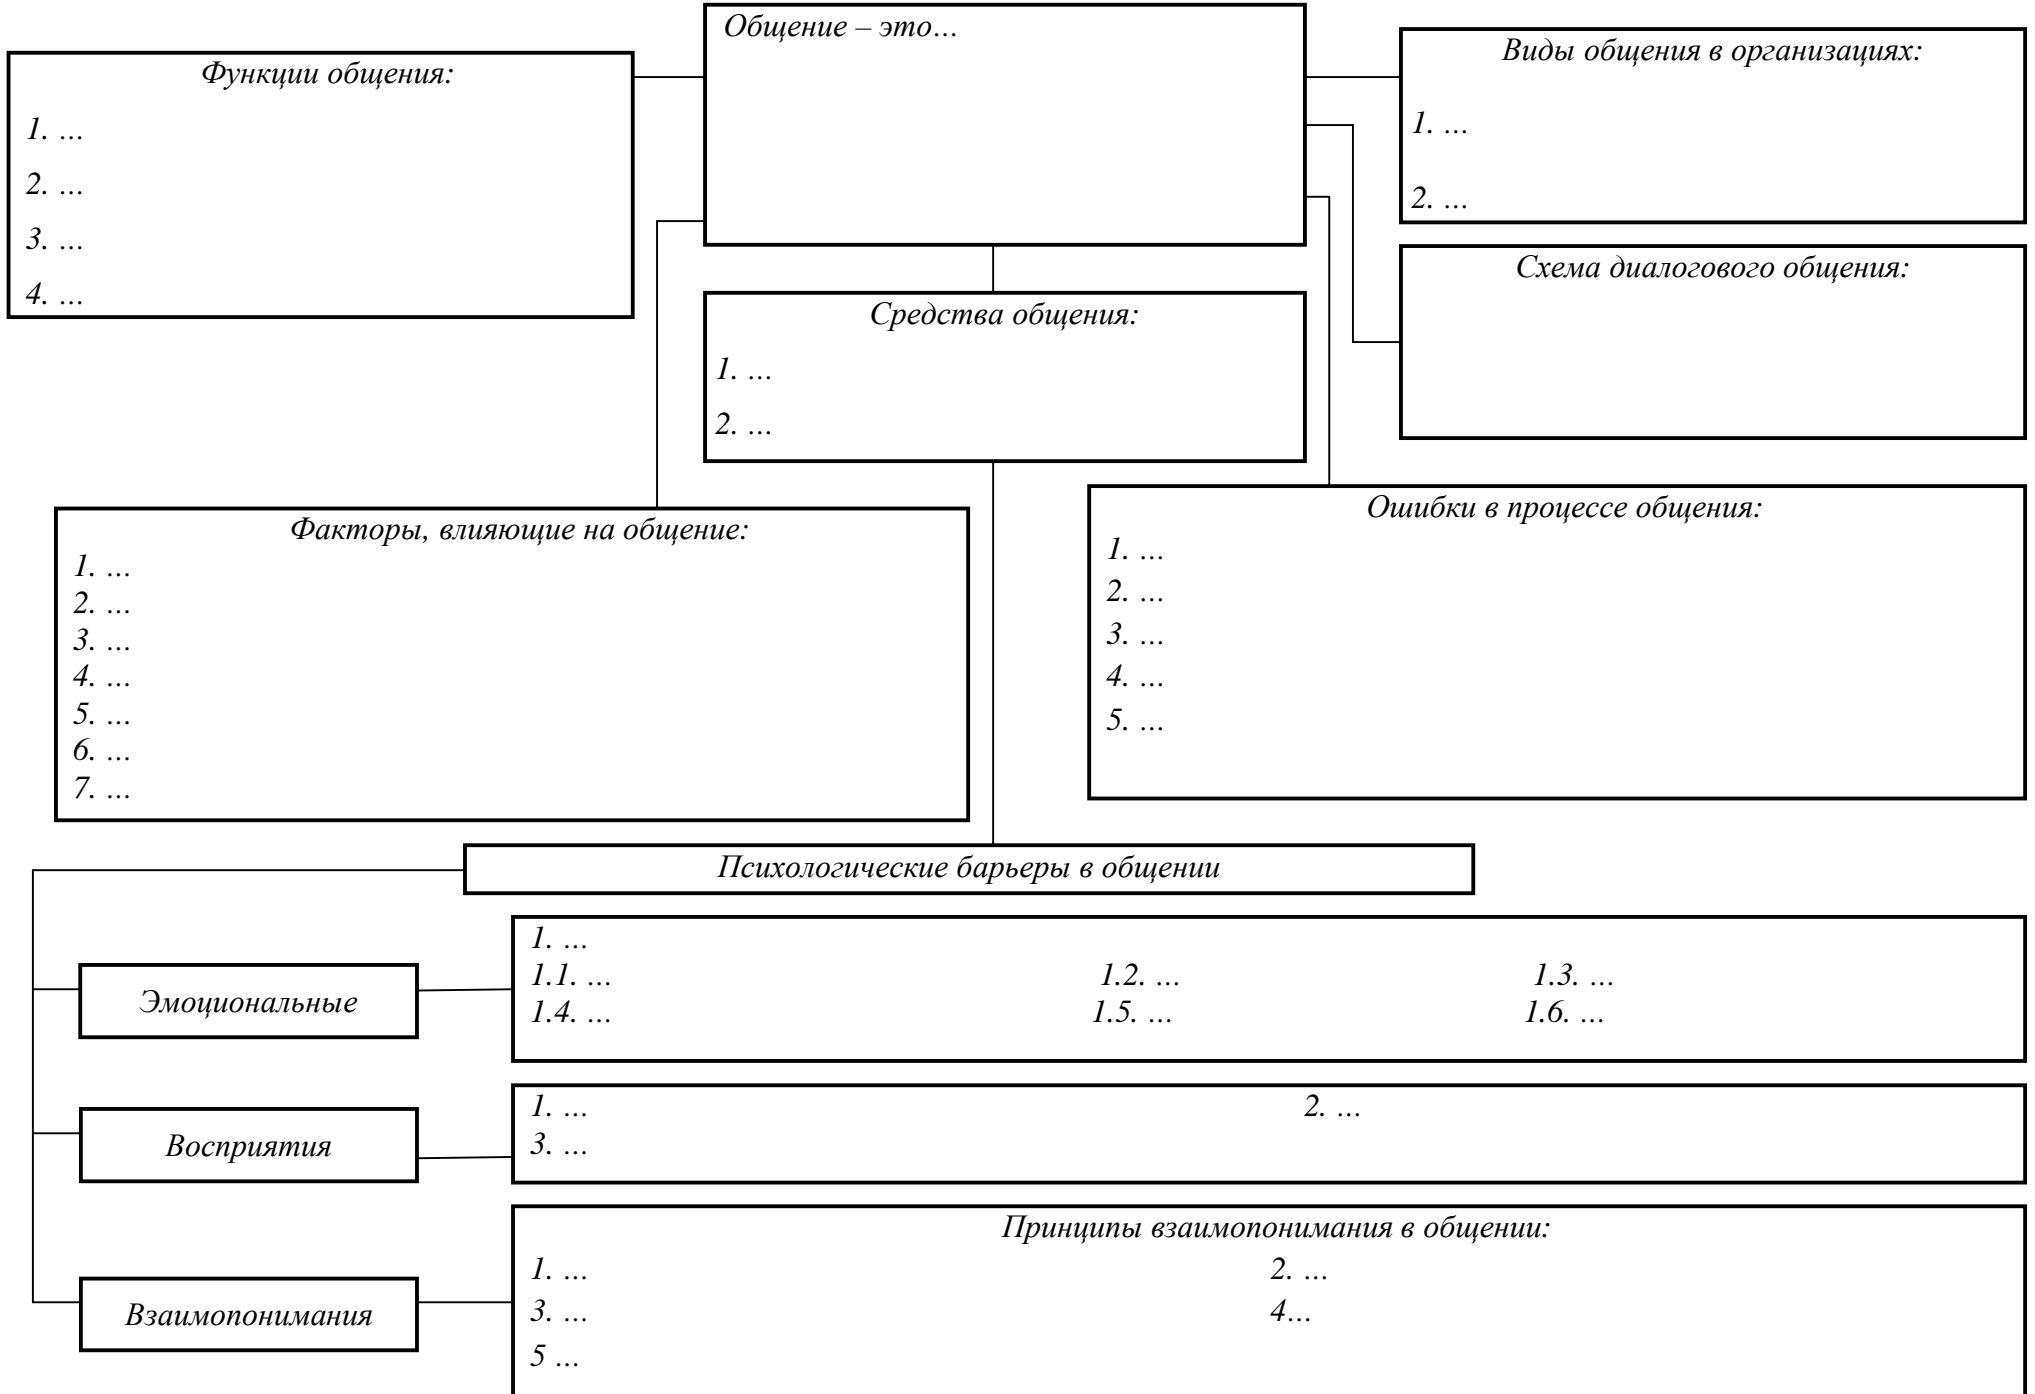 Общение – это…
Функции общения:
1. …
2. …
3. …
4. …
Виды общения в организациях:
1. …
2. …
Схема диалогового общения:
Средства общения:
1. …
2. …
Факторы, влияющие на общение:
1. …
2. …
3. …
4. …
5. …
6. …
7. …
Ошибки в процессе общения:
1. …
2. …
3. …
4. …
5. …
Психологические барьеры в общении
Эмоциональные
1. …
1.1. … 1.2. … 1.3. …
1.4. … 1.5. … 1.6. …
Восприятия
1. … 2. …
3. …
Взаимопонимания
Принципы взаимопонимания в общении:
1. … 2. …
3. … 4…
5 …